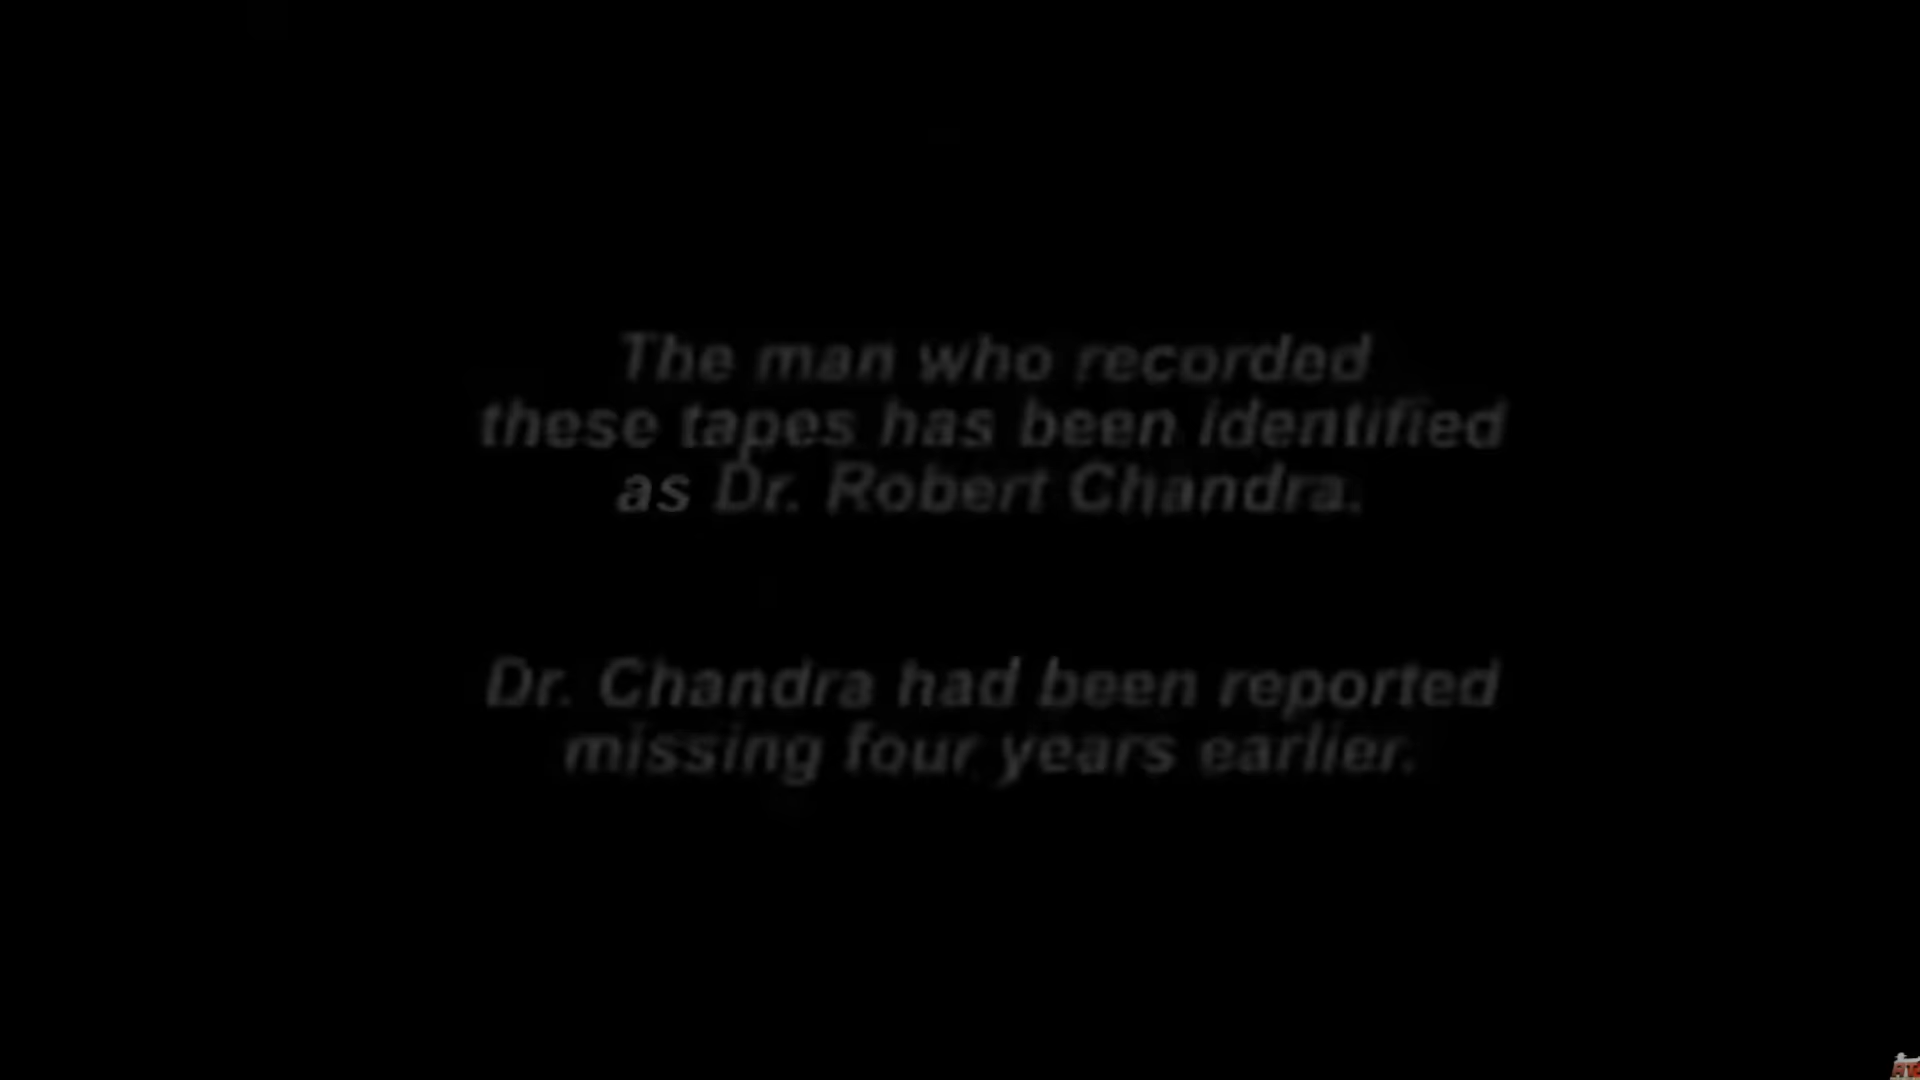 The man who recorded
these tapes has been identified
as Dr. Robert Chandra.
Dr. Chandra had been reported
missing four years earlier.